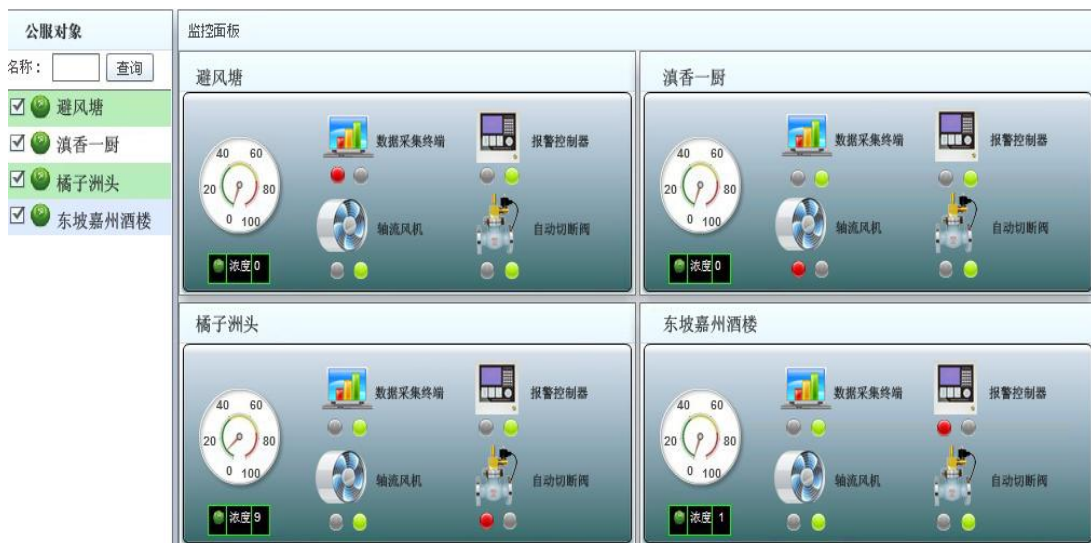 公服对象
名称：
查询
避风塘
滇香一厨
橘子洲头
东坡嘉州酒楼
监控面板
避风塘
40 60
20 80
0 100
浓度 0
数据采集终端
报警控制器
轴流风机
自动切断阀
滇香一厨
40 60
20 80
0 100
浓度 0
数据采集终端
报警控制器
轴流风机
自动切断阀
橘子洲头
40 60
20 80
0 100
浓度 9
数据采集终端
报警控制器
轴流风机
自动切断阀
东坡嘉州酒楼
40 60
20 80
0 100
浓度 1
数据采集终端
报警控制器
轴流风机
自动切断阀